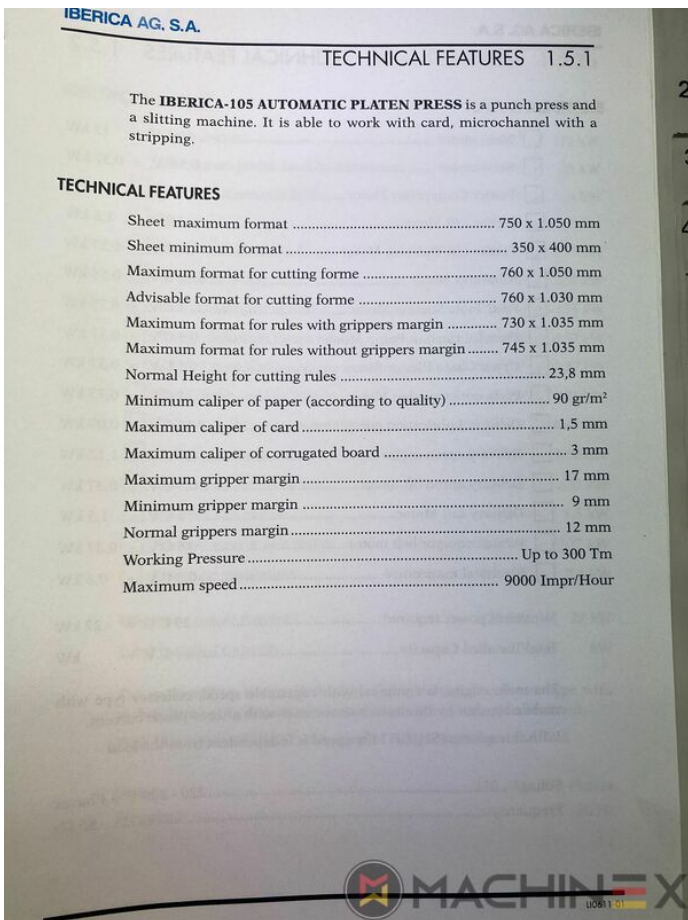 IBERICA AG. S.A.
TECHNICAL FEATURES 1.5.1
The IBERICA-105 AUTOMATIC PLATEN PRESS is a punch press and
a slitting machine. It is able to work with card, microchannel with a
stripping.
TECHNICAL FEATURES
Sheet maximum format ........ 750 x 1.050 mm
Sheet minimum format ........ 350 x 400 mm
Maximum format for cutting forme ........ 760 x 1.050 mm
Advisable format for cutting forme ........ 760 x 1.030 mm
Maximum format for rules with grippers margin ........ 730 x 1.035 mm
Maximum format for rules without grippers margin ........ 745 x 1.035 mm
Normal Height for cutting rules ........ 23,8 mm
Minimum caliper of paper (according to quality) ........ 90 gr/m²
Maximum caliper of card ........ 1,5 mm
Maximum caliper of corrugated board ........ 3 mm
Maximum gripper margin ........ 17 mm
Minimum gripper margin ........ 9 mm
Normal grippers margin ........ 12 mm
Working Pressure ........ Up to 300 Tm
Maximum speed ........ 9000 Impr/Hour
MACHINEX
LI0611-01